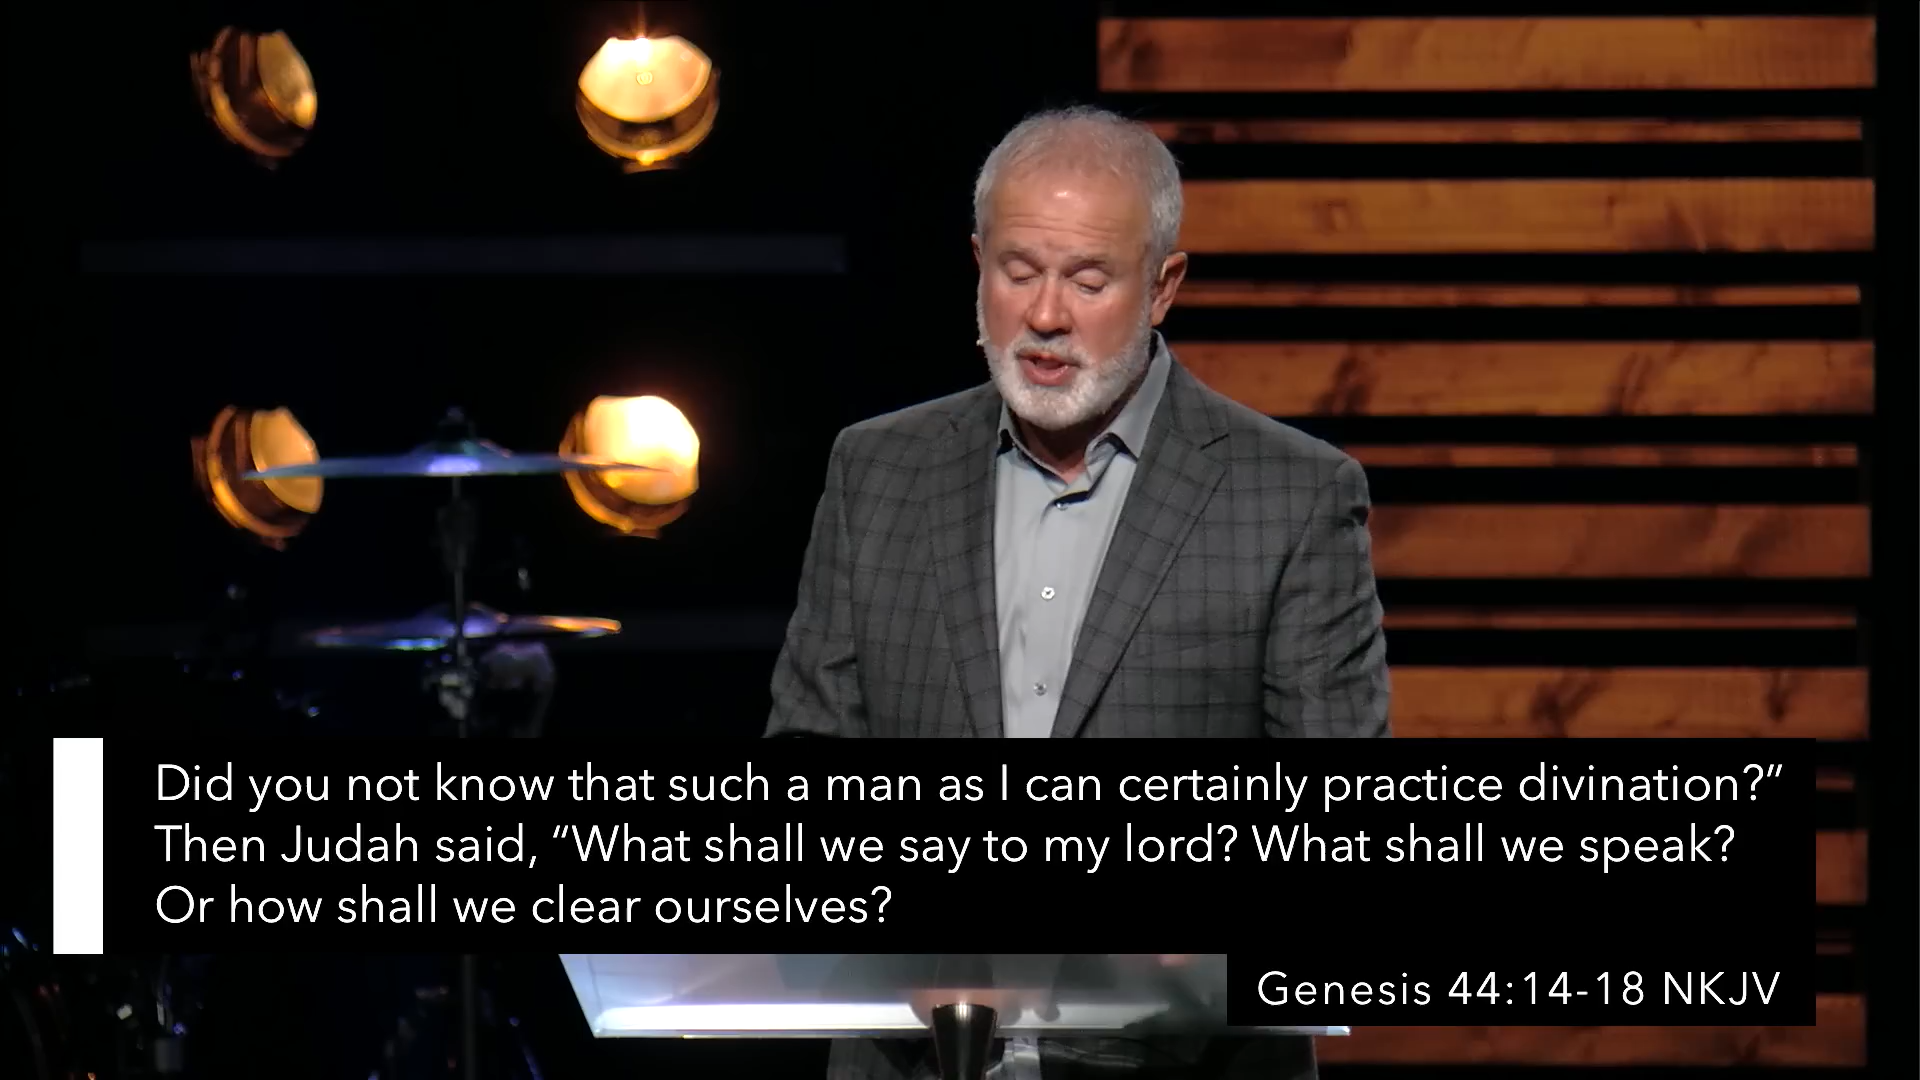 Did you not know that such a man as I can certainly practice divination?”
Then Judah said, “What shall we say to my lord? What shall we speak?
Or how shall we clear ourselves?
Genesis 44:14-18 NKJV